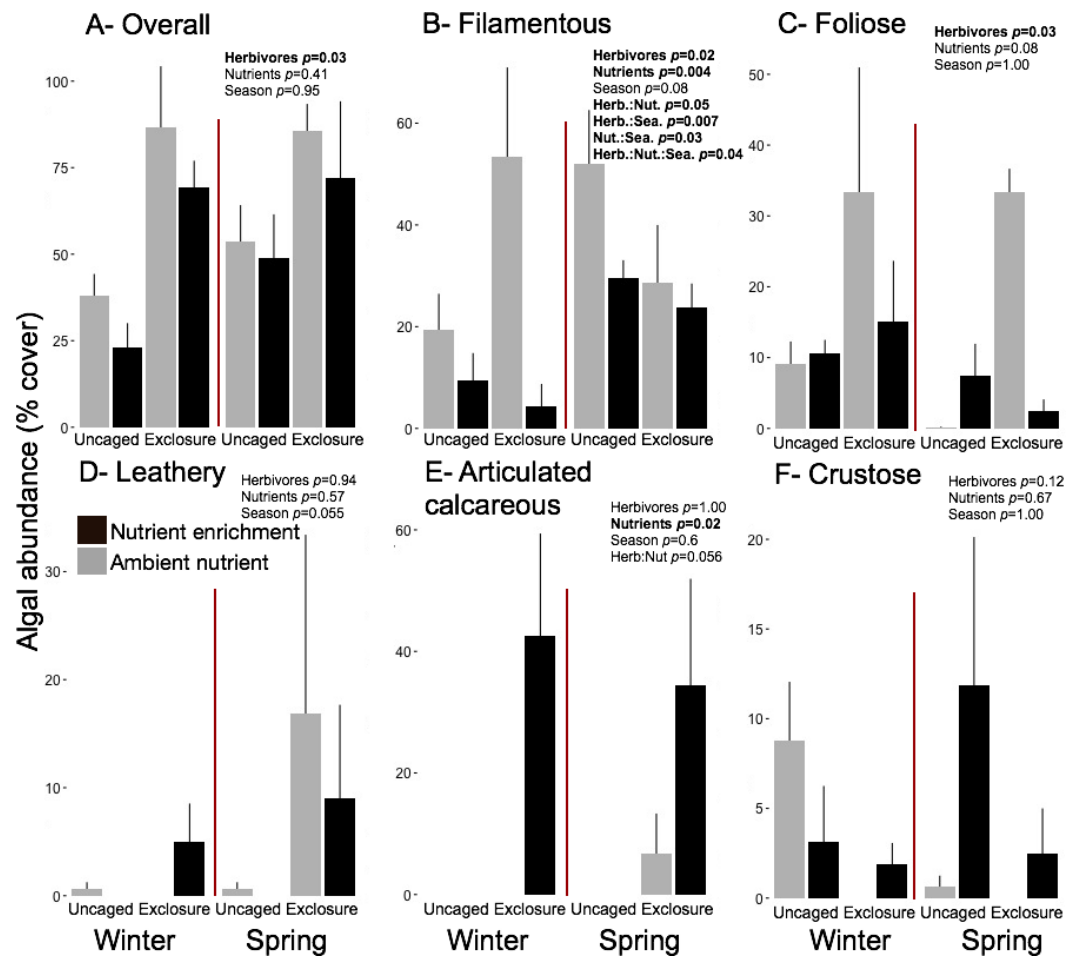 A- Overall
Herbivores p=0.03
Nutrients p=0.41
Season p=0.95
100
75
50
25
0
Uncaged Exclosure Uncaged Exclosure
B- Filamentous
Herbivores p=0.02
Nutrients p=0.004
Season p=0.08
Herb.:Nut. p=0.05
Herb.:Sea. p=0.007
Nut.:Sea. p=0.03
Herb.:Nut.:Sea. p=0.04
60
40
20
0
Uncaged Exclosure Uncaged Exclosure
C- Foliose
Herbivores p=0.03
Nutrients p=0.08
Season p=1.00
50
40
30
20
10
0
Uncaged Exclosure Uncaged Exclosure
Algal abundance (% cover)
D- Leathery
Herbivores p=0.94
Nutrients p=0.57
Season p=0.055
Nutrient enrichment
Ambient nutrient
30
20
10
0
Uncaged Exclosure Uncaged Exclosure
Winter Spring
E- Articulated
calcareous
Herbivores p=1.00
Nutrients p=0.02
Season p=0.6
Herb:Nut p=0.056
60
40
20
0
Uncaged Exclosure Uncaged Exclosure
Winter Spring
F- Crustose
Herbivores p=0.12
Nutrients p=0.67
Season p=1.00
20
15
10
5
0
Uncaged Exclosure Uncaged Exclosure
Winter Spring